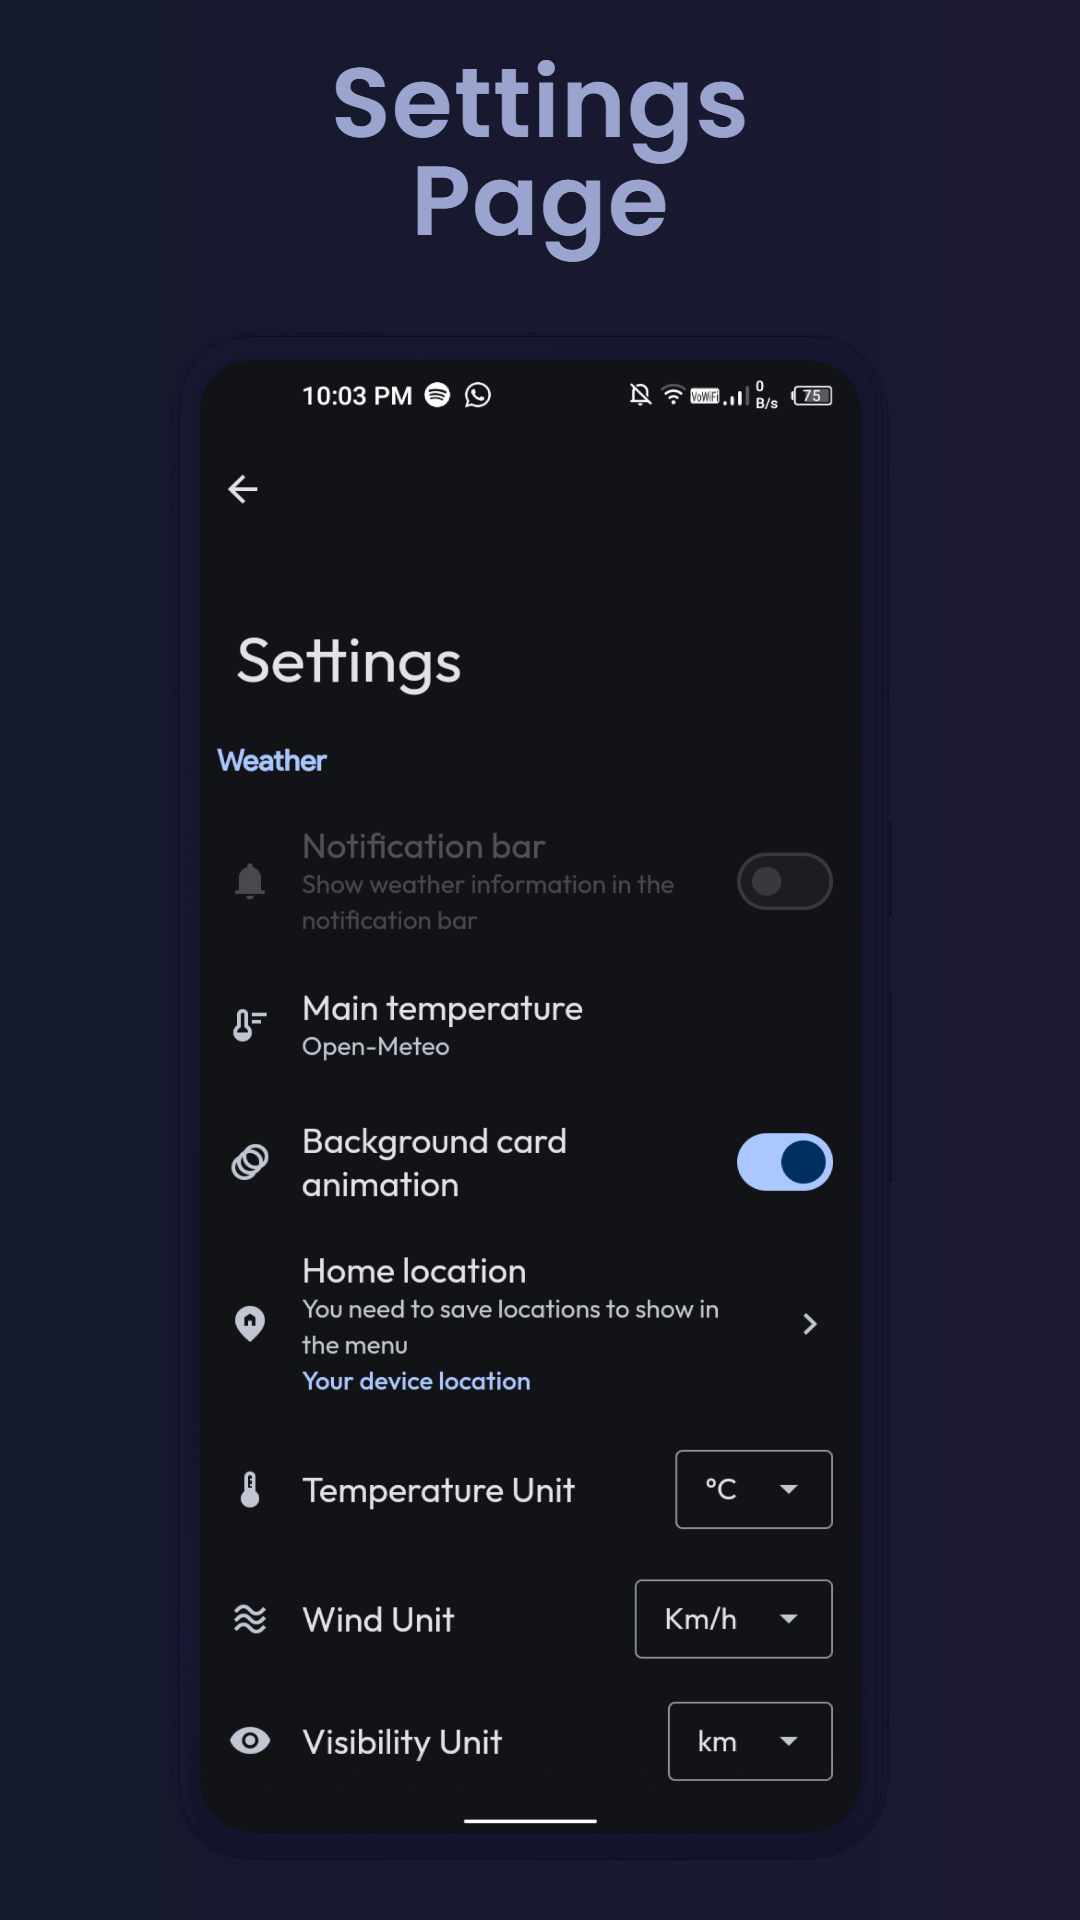 Settings
Page
10:03 PM VoWiFi 0 B/s 75
Settings
Weather
Notification bar
Show weather information in the
notification bar
Main temperature
Open-Meteo
Background card
animation
Home location
You need to save locations to show in
the menu
Your device location
Temperature Unit °C
Wind Unit Km/h
Visibility Unit km